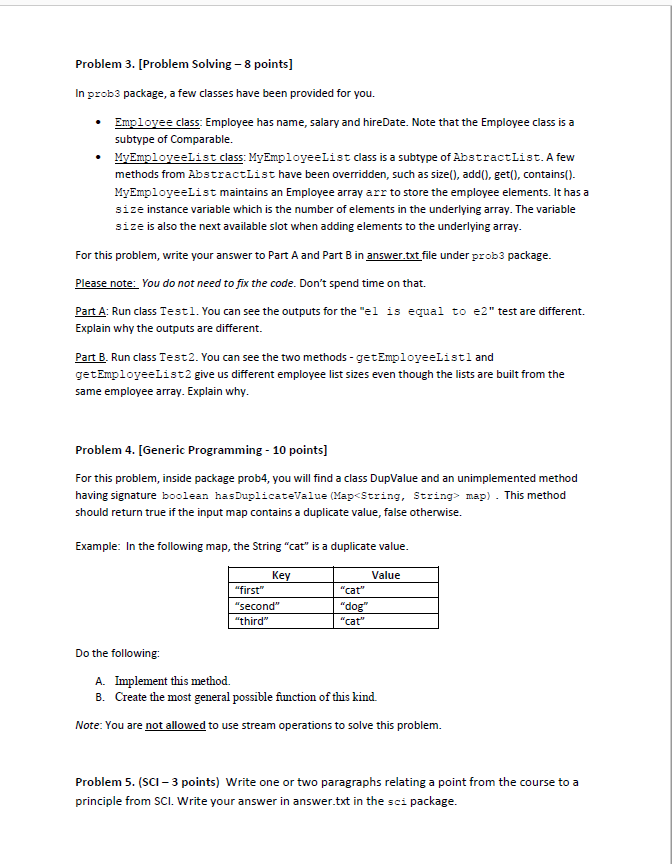 Problem 3. [Problem Solving – 8 points]
In prob3 package, a few classes have been provided for you.
• Employee class: Employee has name, salary and hireDate. Note that the Employee class is a
subtype of Comparable.
• MyEmployeeList class: MyEmployeeList class is a subtype of AbstractList. A few
methods from AbstractList have been overridden, such as size(), add(), get(), contains().
MyEmployeeList maintains an Employee array arr to store the employee elements. It has a
size instance variable which is the number of elements in the underlying array. The variable
size is also the next available slot when adding elements to the underlying array.
For this problem, write your answer to Part A and Part B in answer.txt file under prob3 package.
Please note: You do not need to fix the code. Don't spend time on that.
Part A: Run class Test1. You can see the outputs for the "e1 is equal to e2" test are different.
Explain why the outputs are different.
Part B. Run class Test2. You can see the two methods - getEmployeeList1 and
getEmployeeList2 give us different employee list sizes even though the lists are built from the
same employee array. Explain why.
Problem 4. [Generic Programming - 10 points]
For this problem, inside package prob4, you will find a class DupValue and an unimplemented method
having signature boolean hasDuplicateValue(Map<String, String> map) . This method
should return true if the input map contains a duplicate value, false otherwise.
Example: In the following map, the String “cat” is a duplicate value.
Key Value
“first” “cat”
“second” “dog”
“third” “cat”
Do the following:
A. Implement this method.
B. Create the most general possible function of this kind.
Note: You are not allowed to use stream operations to solve this problem.
Problem 5. (SCI – 3 points) Write one or two paragraphs relating a point from the course to a
principle from SCI. Write your answer in answer.txt in the sci package.